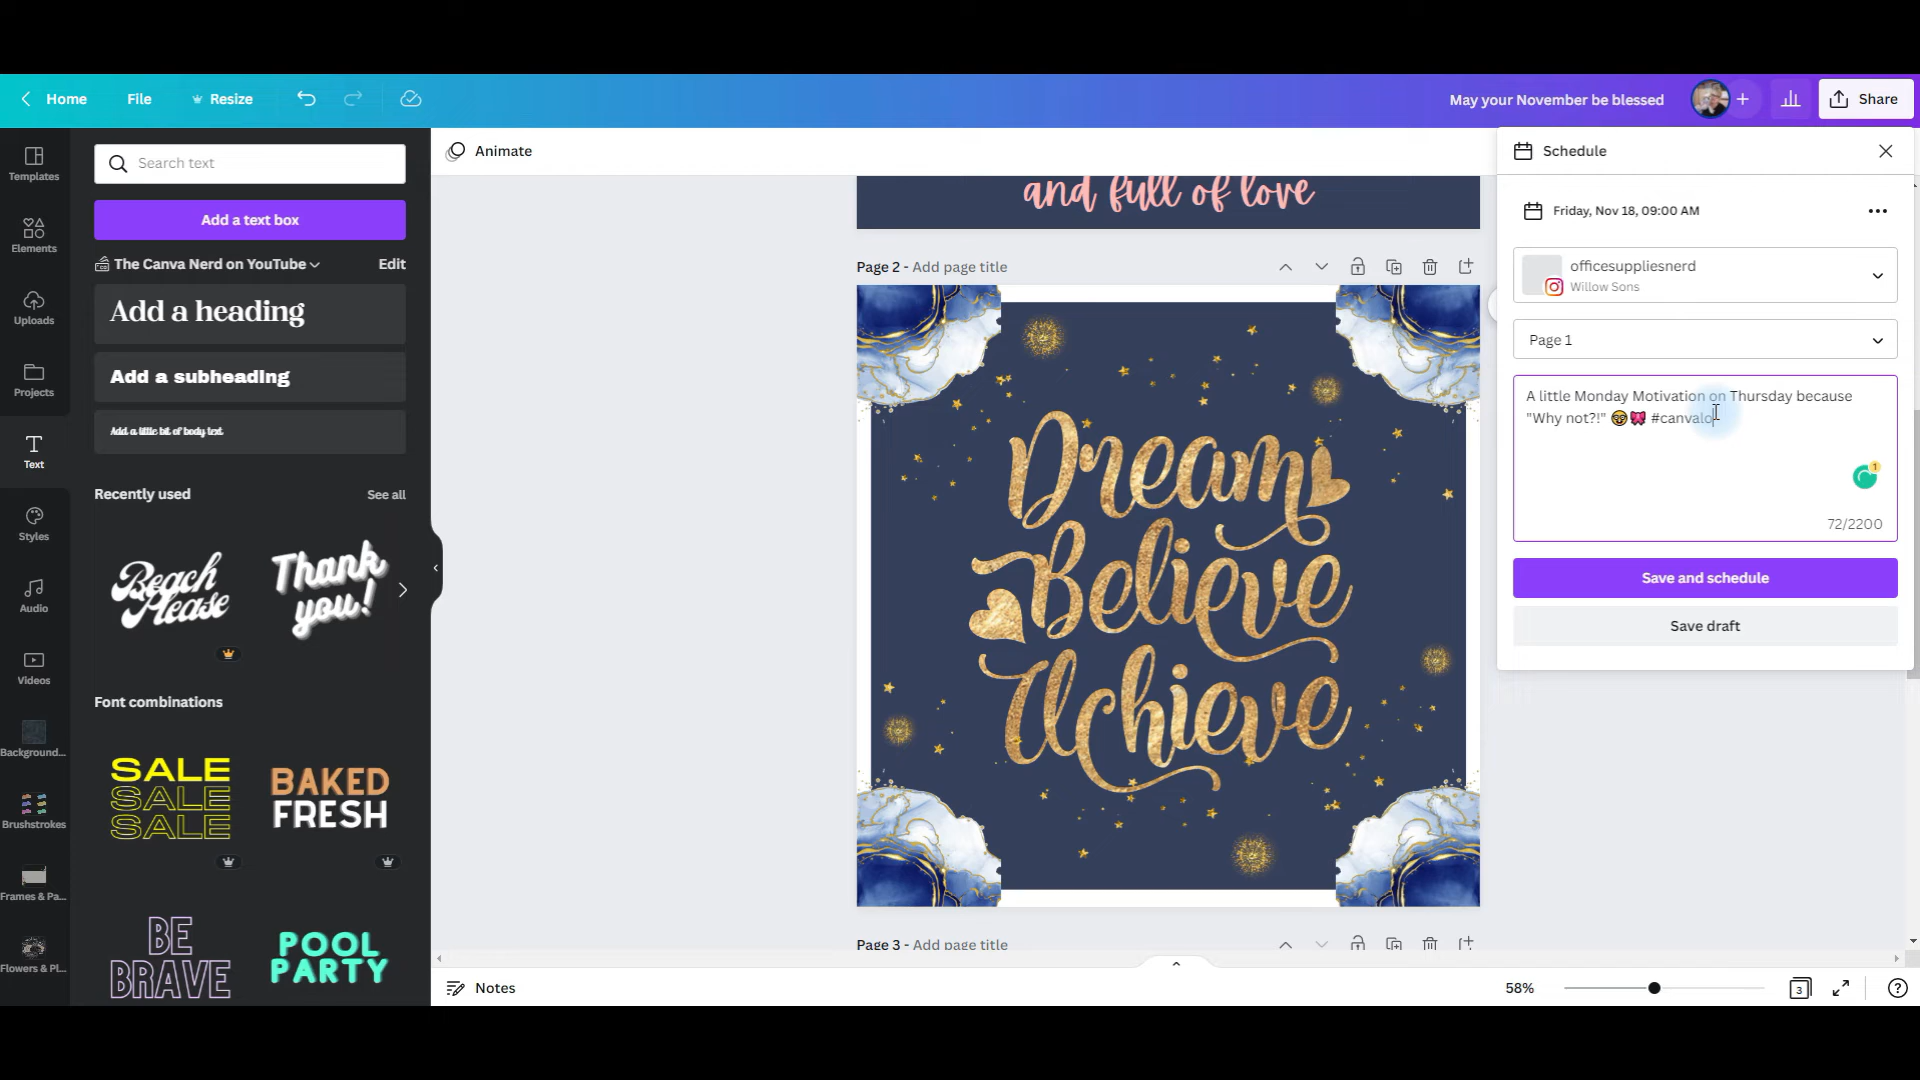 Home
File
Resize
May your November be blessed
Share
Templates
Elements
Uploads
Projects
Text
Styles
Audio
Videos
Background...
Brushstrokes
Frames & Pa...
Flowers & Pl...
Search text
Add a text box
The Canva Nerd on YouTube
Edit
Add a heading
Add a subheading
Add a little bit of body text
Recently used
See all
Beach
Please
Thank
you!
Font combinations
SALE
SALE
SALE
BAKED
FRESH
BE
BRAVE
POOL
PARTY
Animate
and full of love
Page 2 - Add page title
Dream
Believe
Achieve
Page 3 - Add page title
Notes
58%
3
?
Schedule
Friday, Nov 18, 09:00 AM
officesuppliesnerd
Willow Sons
Page 1
A little Monday Motivation on Thursday because
"Why not?!" 🤓🎀 #canvalo
1
72/2200
Save and schedule
Save draft